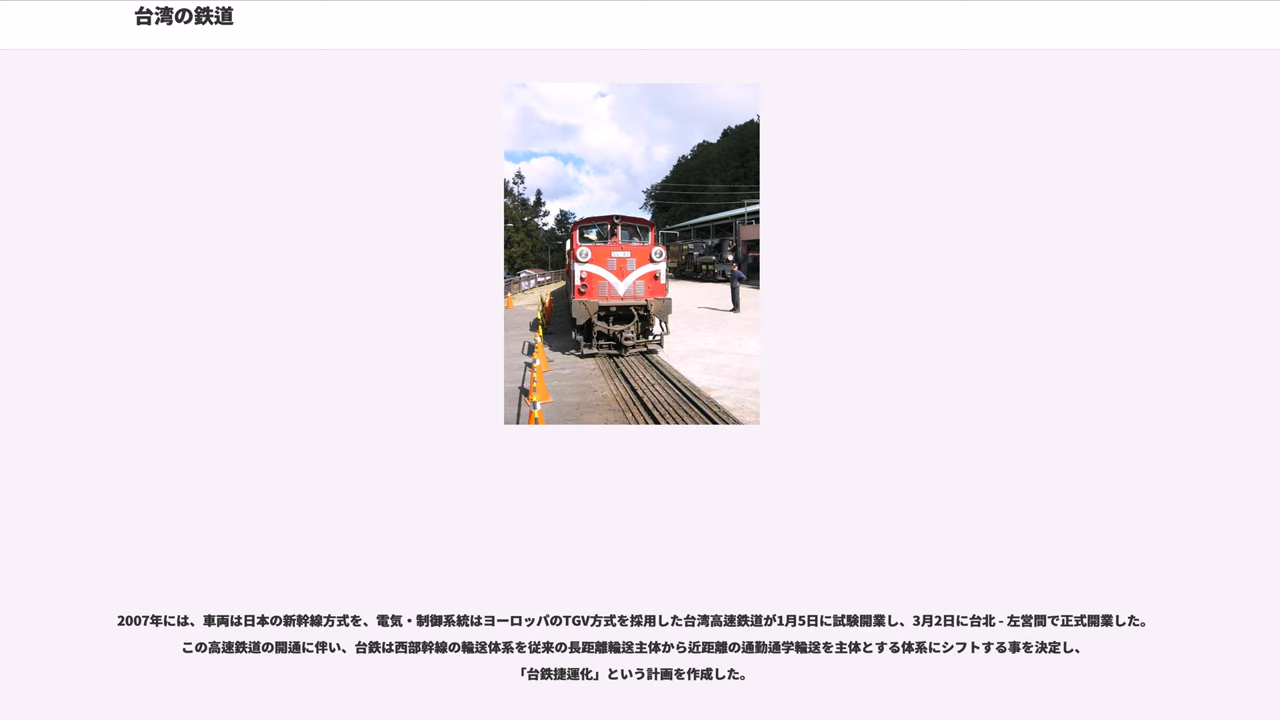 台湾の鉄道
2007年には、車両は日本の新幹線方式を、電気・制御系統はヨーロッパのTGV方式を採用した台湾高速鉄道が1月5日に試験開業し、3月2日に台北 - 左営間で正式開業した。
この高速鉄道の開通に伴い、台鉄は西部幹線の輸送体系を従来の長距離輸送主体から近距離の通勤通学輸送を主体とする体系にシフトする事を決定し、
「台鉄捷運化」という計画を作成した。